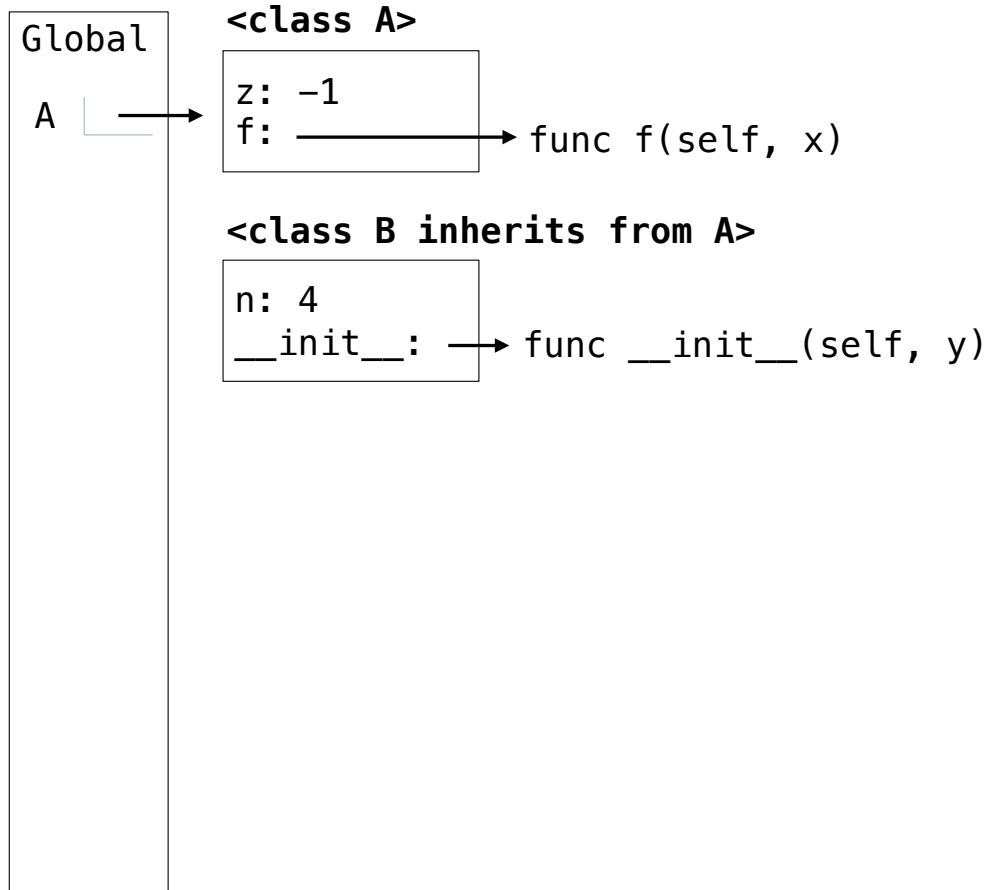 Global
A
<class A>
z: −1
f:
func f(self, x)
<class B inherits from A>
n: 4
__init__:
func __init__(self, y)